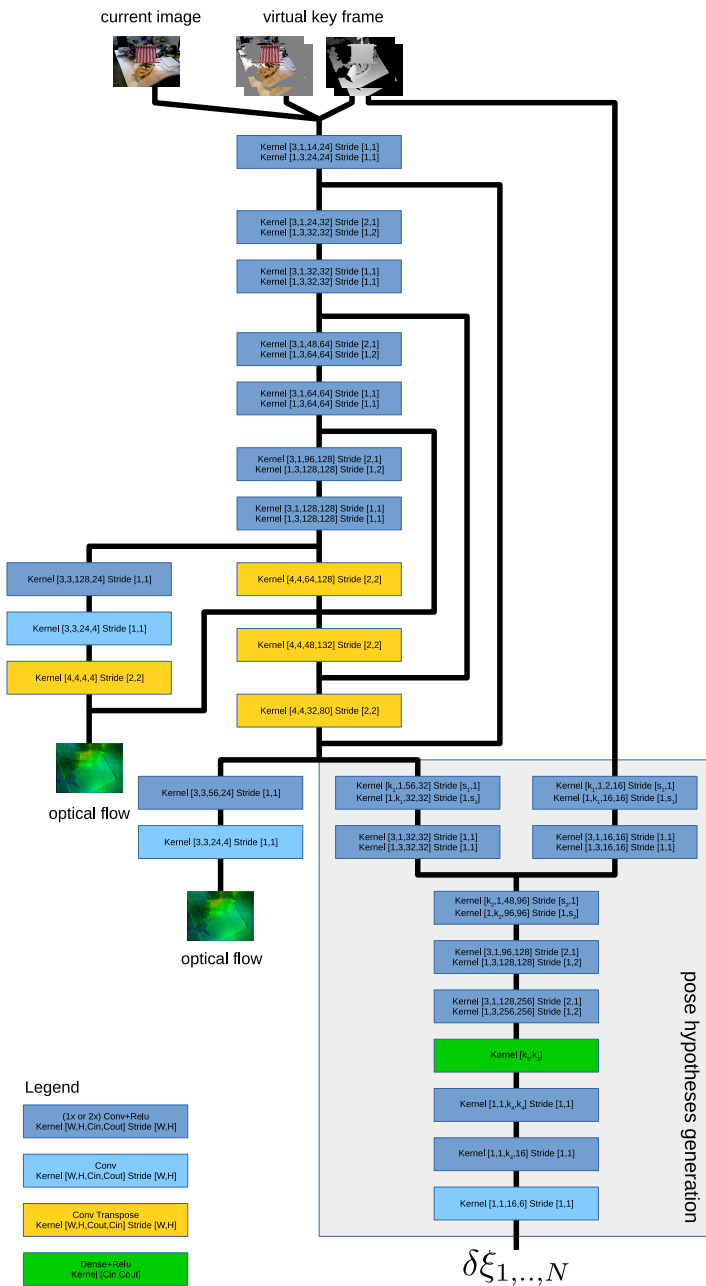 current image
virtual key frame
Kernel [3,1,14,24] Stride [1,1]
Kernel [1,3,24,24] Stride [1,1]
Kernel [3,1,24,32] Stride [2,1]
Kernel [1,3,32,32] Stride [1,2]
Kernel [3,1,32,32] Stride [1,1]
Kernel [1,3,32,32] Stride [1,1]
Kernel [3,1,48,64] Stride [2,1]
Kernel [1,3,64,64] Stride [1,2]
Kernel [3,1,64,64] Stride [1,1]
Kernel [1,3,64,64] Stride [1,1]
Kernel [3,1,96,128] Stride [2,1]
Kernel [1,3,128,128] Stride [1,2]
Kernel [3,1,128,128] Stride [1,1]
Kernel [1,3,128,128] Stride [1,1]
Kernel [3,3,128,24] Stride [1,1]
Kernel [4,4,64,128] Stride [2,2]
Kernel [3,3,24,4] Stride [1,1]
Kernel [4,4,48,132] Stride [2,2]
Kernel [4,4,4,4] Stride [2,2]
Kernel [4,4,32,80] Stride [2,2]
optical flow
Kernel [3,3,56,24] Stride [1,1]
Kernel [3,3,24,4] Stride [1,1]
optical flow
Kernel [k₁,1,56,32] Stride [s₁,1]
Kernel [1,k₁,32,32] Stride [1,s₁]
Kernel [k₁,1,2,16] Stride [s₁,1]
Kernel [1,k₁,16,16] Stride [1,s₁]
Kernel [3,1,32,32] Stride [1,1]
Kernel [1,3,32,32] Stride [1,1]
Kernel [3,1,16,16] Stride [1,1]
Kernel [1,3,16,16] Stride [1,1]
Kernel [k₂,1,48,96] Stride [s₂,1]
Kernel [1,k₂,96,96] Stride [1,s₂]
Kernel [3,1,96,128] Stride [2,1]
Kernel [1,3,128,128] Stride [1,2]
Kernel [3,1,128,256] Stride [2,1]
Kernel [1,3,256,256] Stride [1,2]
Kernel [k₃,k₃]
Kernel [1,1,k₄,k₄] Stride [1,1]
Kernel [1,1,k₄,16] Stride [1,1]
Kernel [1,1,16,6] Stride [1,1]
pose hypotheses generation
δξ₁,..,N
Legend
(1x or 2x) Conv+Relu
Kernel [W,H,Cin,Cout] Stride [W,H]
Conv
Kernel [W,H,Cin,Cout] Stride [W,H]
Conv Transpose
Kernel [W,H,Cout,Cin] Stride [W,H]
Dense+Relu
Kernel [Cin,Cout]